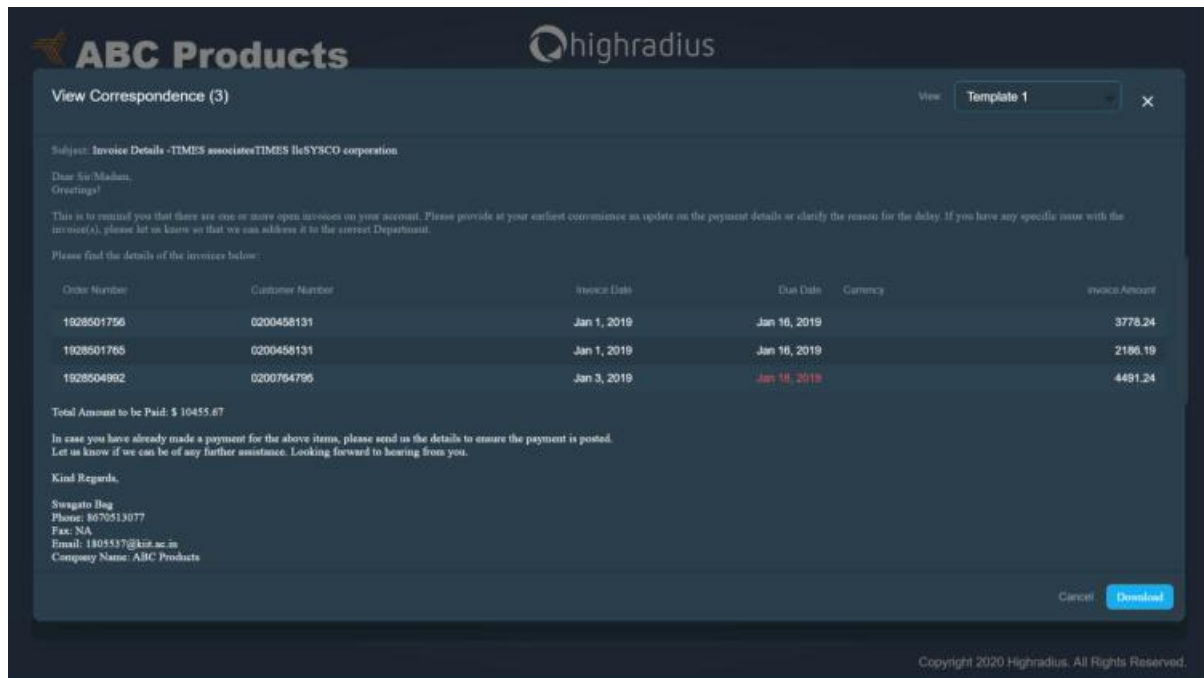 ABC Products
highradius
View Correspondence (3)
View
Template 1
Subject: Invoice Details -TIMES associatesTIMES llcSYSCO corporation
Dear Sir/Madam,
Greetings!
This is to remind you that there are one or more open invoices on your account. Please provide at your earliest convenience an update on the payment details or clarify the reason for the delay. If you have any specific issue with the
invoice(s), please let us know so that we can address it to the correct Department.
Please find the details of the invoices below:
Order Number Customer Number Invoice Date Due Date Currency Invoice Amount
1928501756 0200458131 Jan 1, 2019 Jan 16, 2019 3778.24
1928501765 0200458131 Jan 1, 2019 Jan 16, 2019 2186.19
1928504992 0200764795 Jan 3, 2019 Jan 18, 2019 4491.24
Total Amount to be Paid: $ 10455.67
In case you have already made a payment for the above items, please send us the details to ensure the payment is posted.
Let us know if we can be of any further assistance. Looking forward to hearing from you.
Kind Regards,
Swagato Bag
Phone: 8670513077
Fax: NA
Email: 1805537@kiit.ac.in
Company Name: ABC Products
Cancel
Download
Copyright 2020 Highradius. All Rights Reserved.